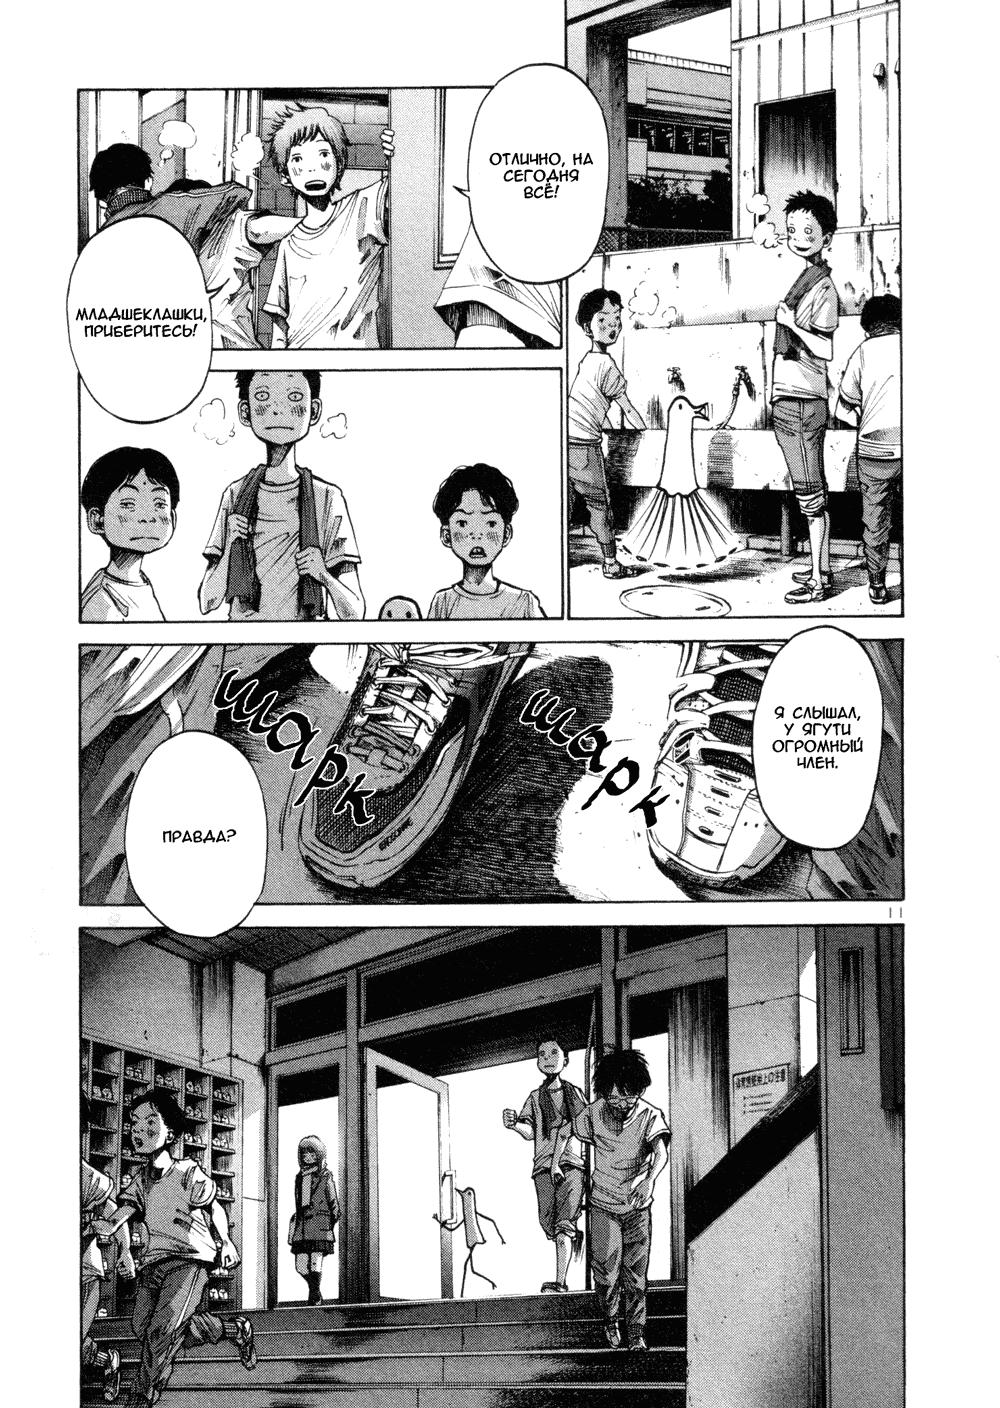 ОТЛИЧНО, НА
СЕГОДНЯ
ВСЁ!
МЛАДШЕКЛАШКИ,
ПРИБЕРИТЕСЬ!
Я СЛЫШАЛ,
У ЯГУТИ
ОГРОМНЫЙ
ЧЛЕН.
шарк
шарк
ПРАВДА?
11